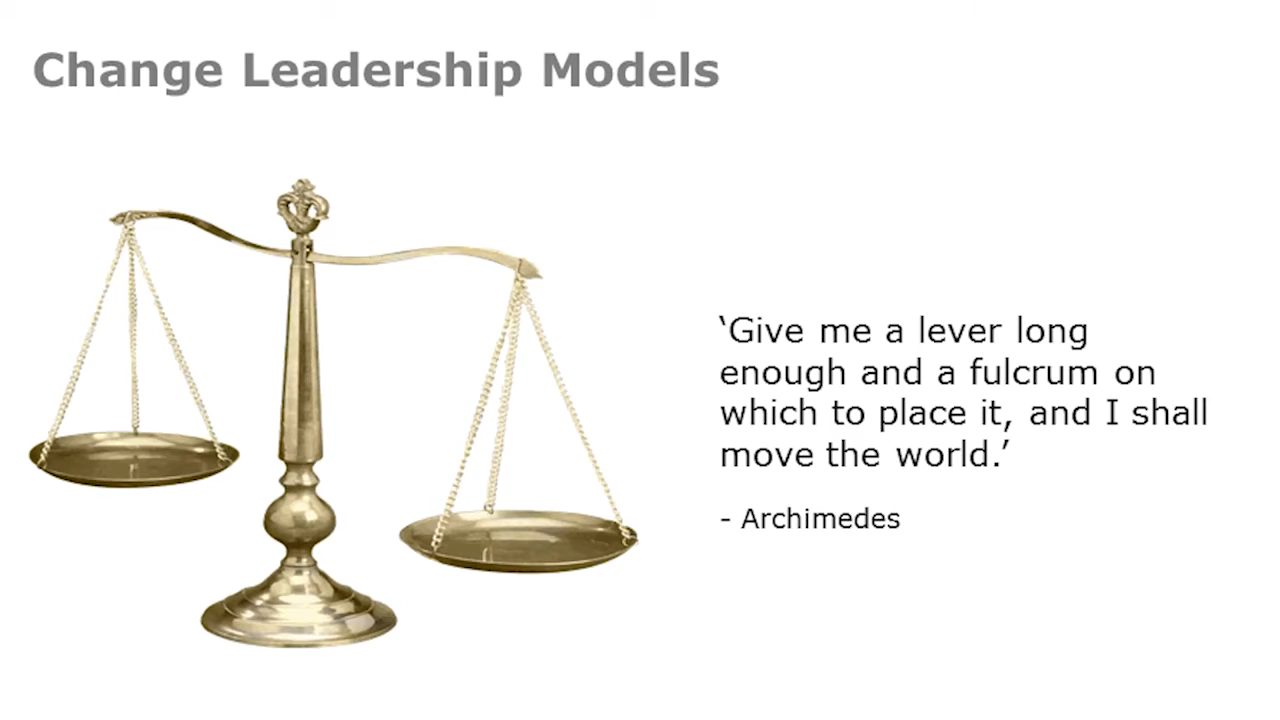 Change Leadership Models
‘Give me a lever long
enough and a fulcrum on
which to place it, and I shall
move the world.’
- Archimedes